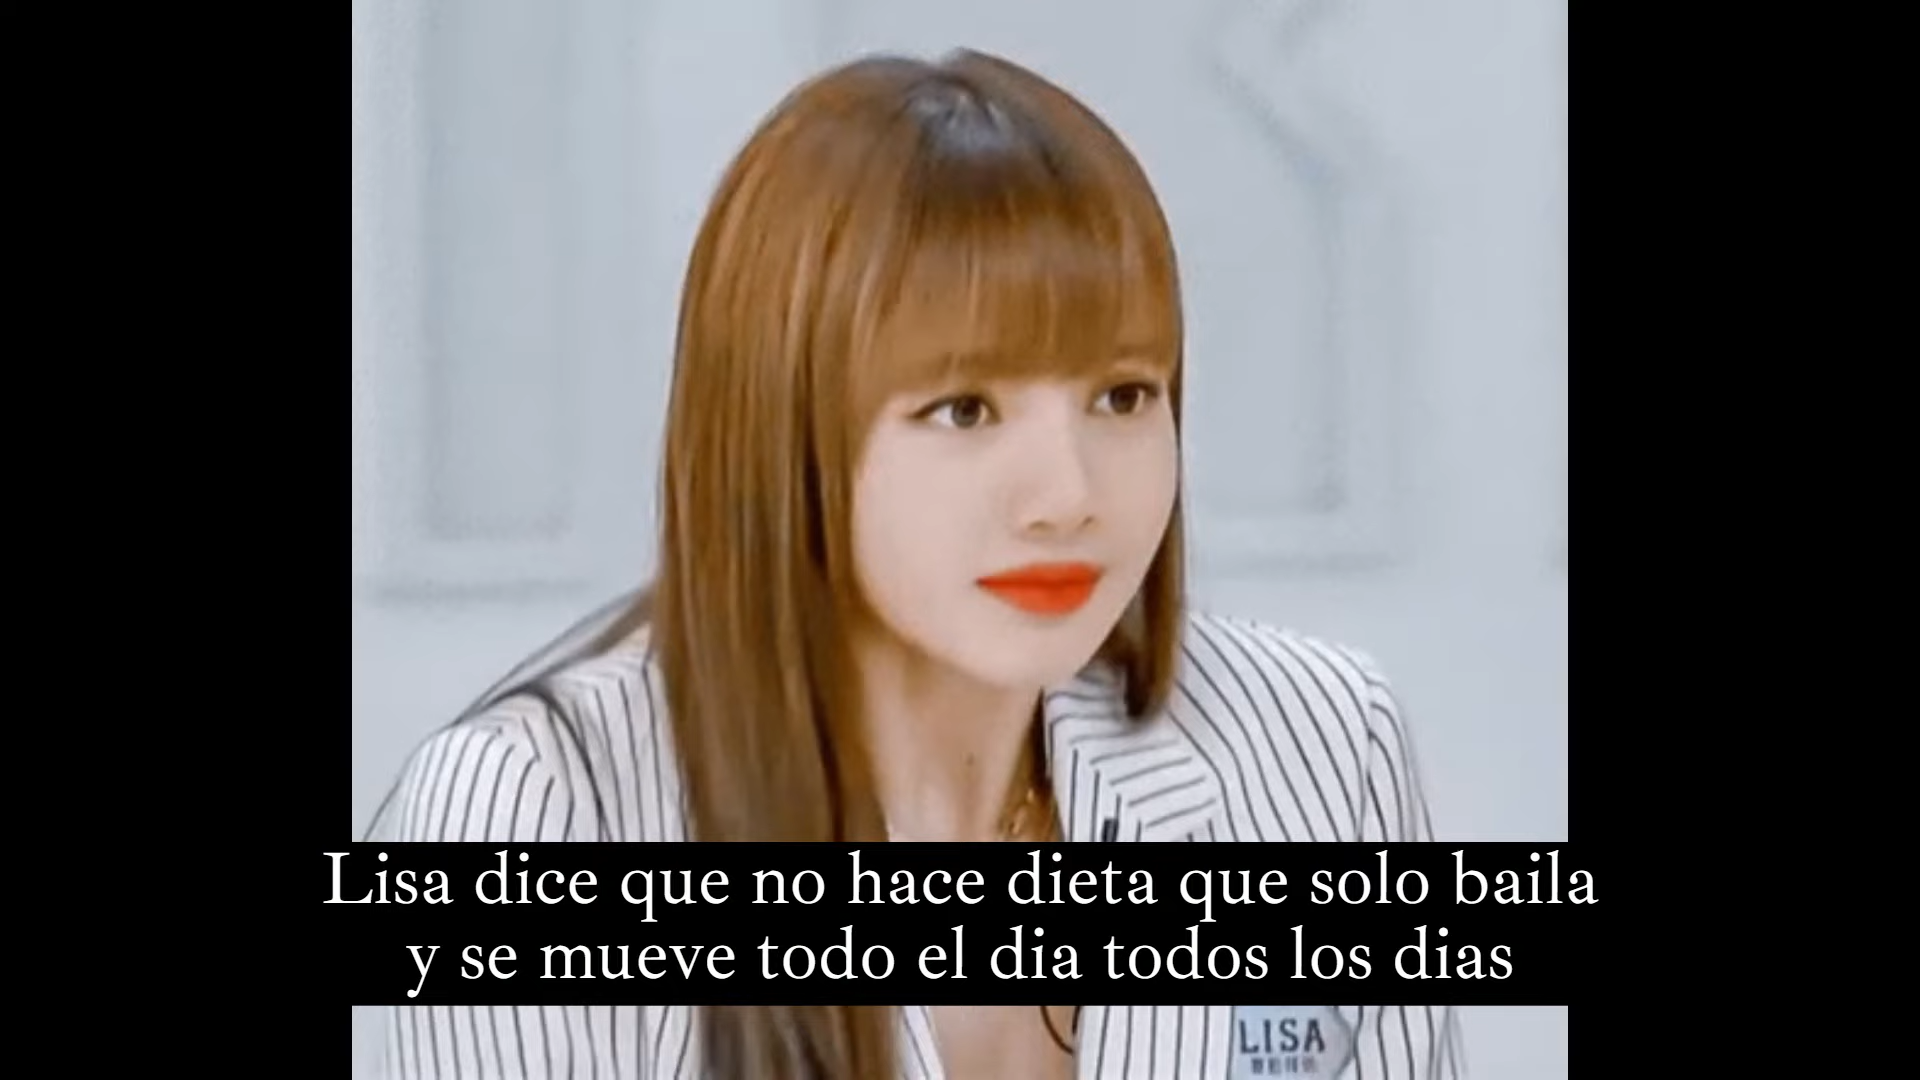 Lisa dice que no hace dieta que solo baila
y se mueve todo el dia todos los dias
LISA